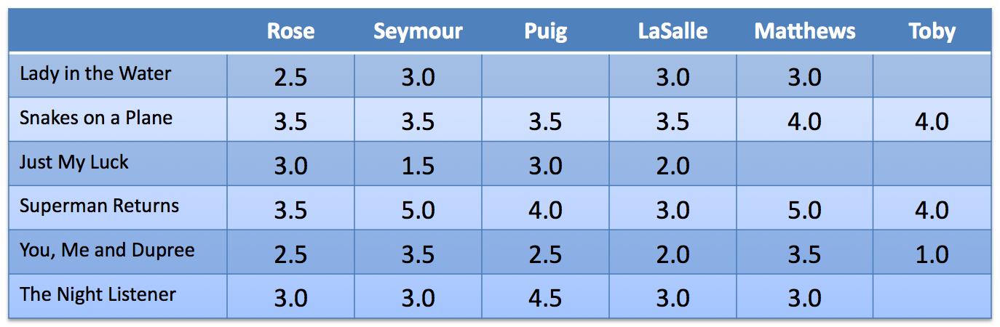 Rose Seymour Puig LaSalle Matthews Toby
Lady in the Water 2.5 3.0 3.0 3.0
Snakes on a Plane 3.5 3.5 3.5 3.5 4.0 4.0
Just My Luck 3.0 1.5 3.0 2.0
Superman Returns 3.5 5.0 4.0 3.0 5.0 4.0
You, Me and Dupree 2.5 3.5 2.5 2.0 3.5 1.0
The Night Listener 3.0 3.0 4.5 3.0 3.0